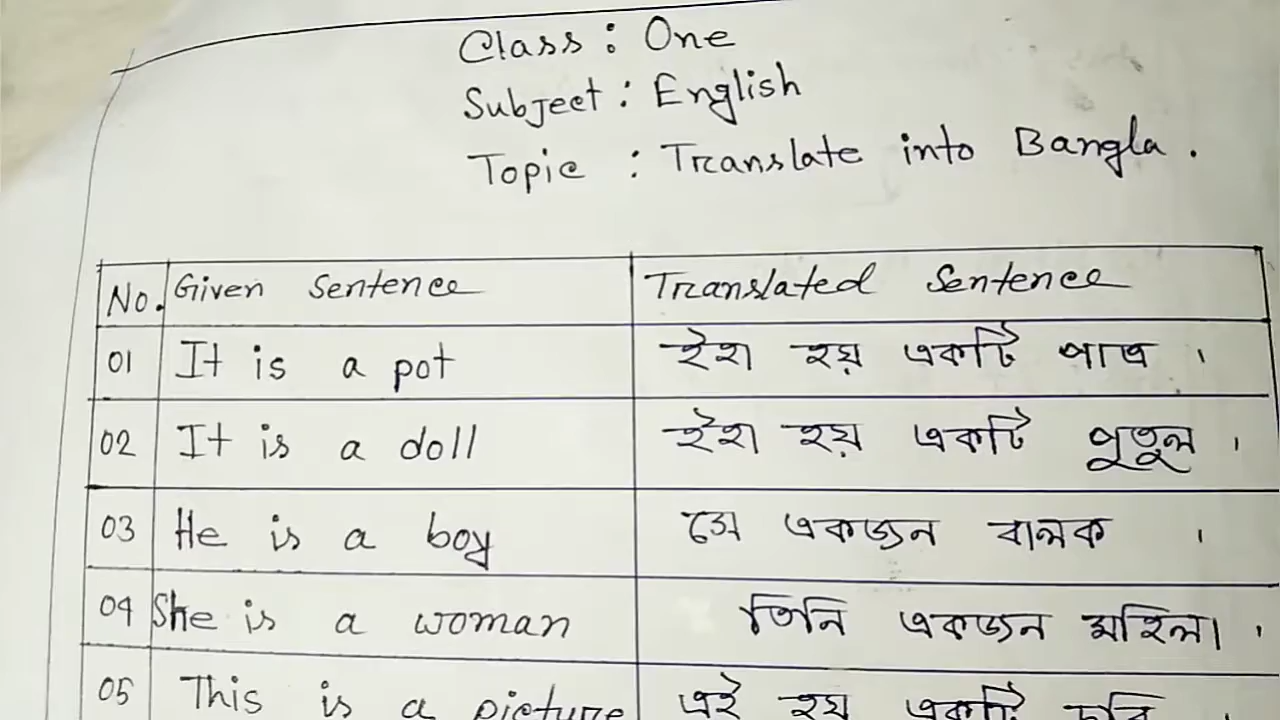 Class : One
Subject : English
Topic : Translate into Bangla.
No. Given Sentence Translated Sentence
01 It is a pot ইহা হয় একটি পাত্র ।
02 It is a doll ইহা হয় একটি পুতুল ।
03 He is a boy সে একজন বালক ।
04 She is a woman তিনি একজন মহিলা ।
05 This is a picture এই হয় একটি ছবি ।